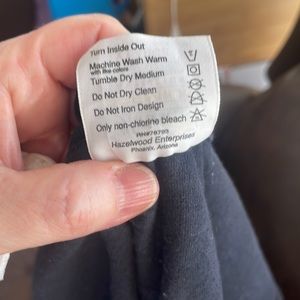 Turn Inside Out
Machine Wash Warm
with like colors
Tumble Dry Medium
Do Not Dry Clean
Do Not Iron Design
Only non-chlorine bleach
Hazelwood Enterprises
Phoenix, Arizona